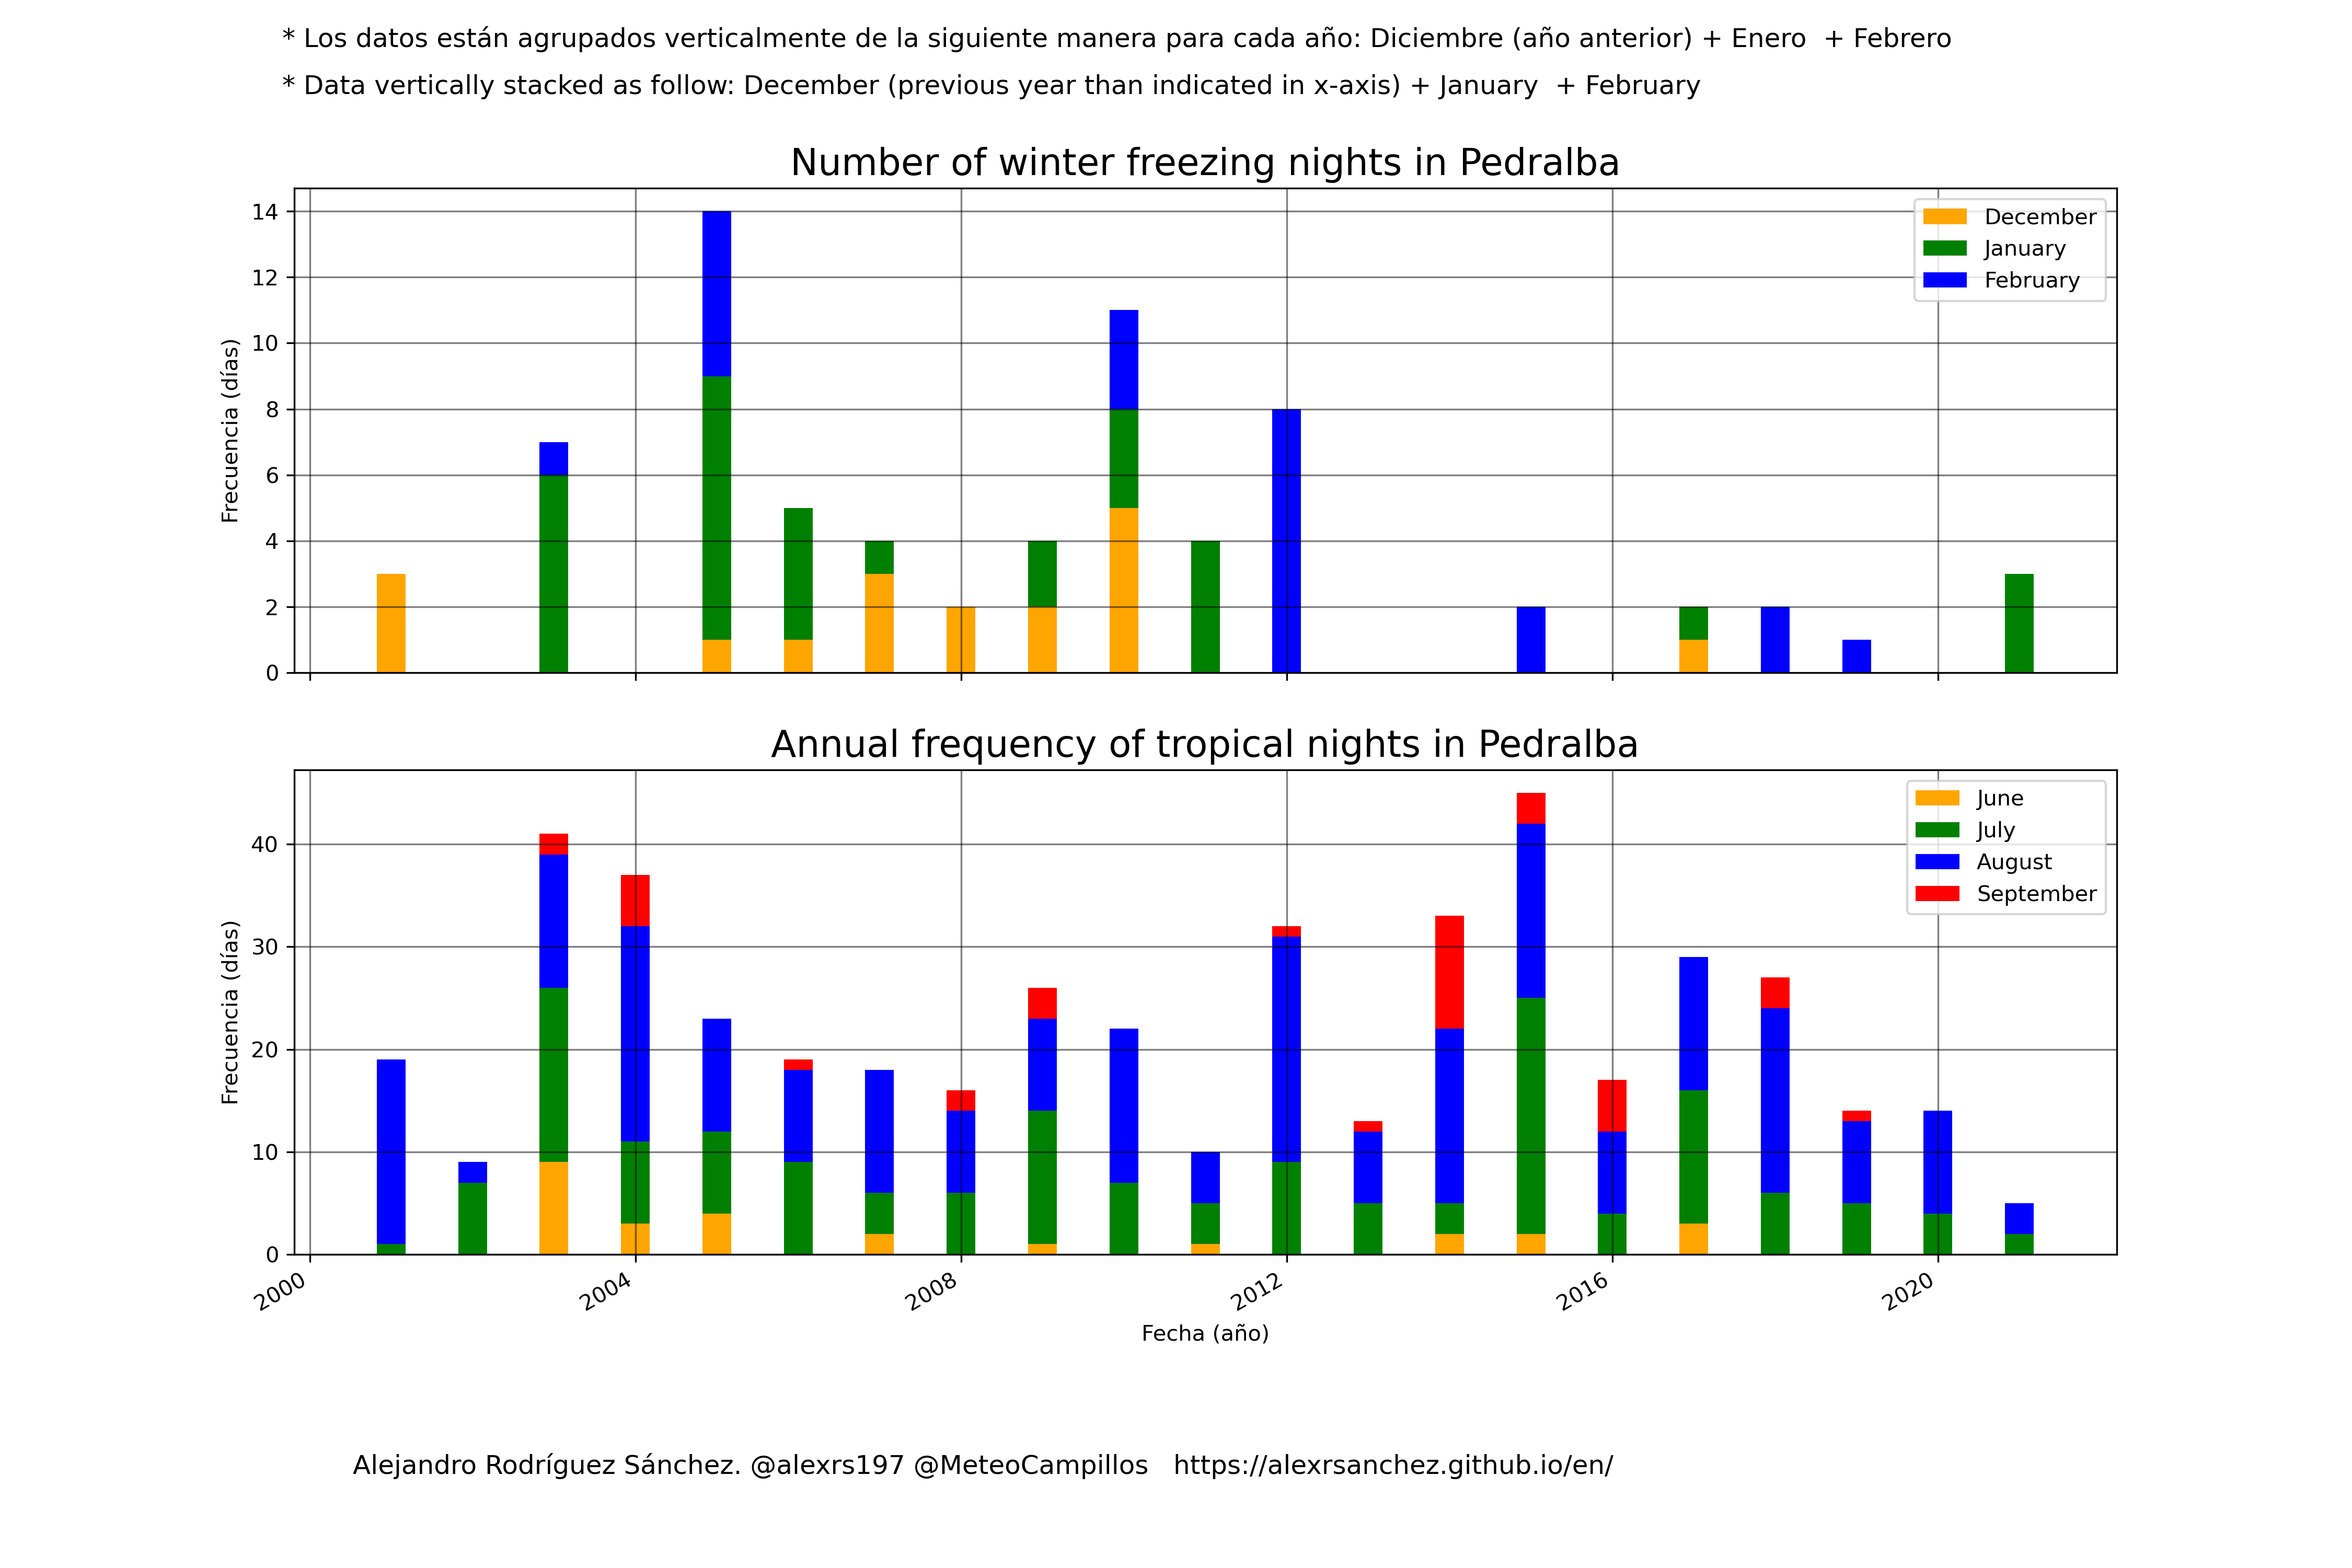 * Los datos están agrupados verticalmente de la siguiente manera para cada año: Diciembre (año anterior) + Enero  + Febrero
* Data vertically stacked as follow: December (previous year than indicated in x-axis) + January  + February
Number of winter freezing nights in Pedralba
14
12
10
8
6
4
2
0
Frecuencia (días)
December
January
February
Annual frequency of tropical nights in Pedralba
40
30
20
10
0
Frecuencia (días)
June
July
August
September
2000
2004
2008
2012
2016
2020
Fecha (año)
Alejandro Rodríguez Sánchez. @alexrs197 @MeteoCampillos   https://alexrsanchez.github.io/en/